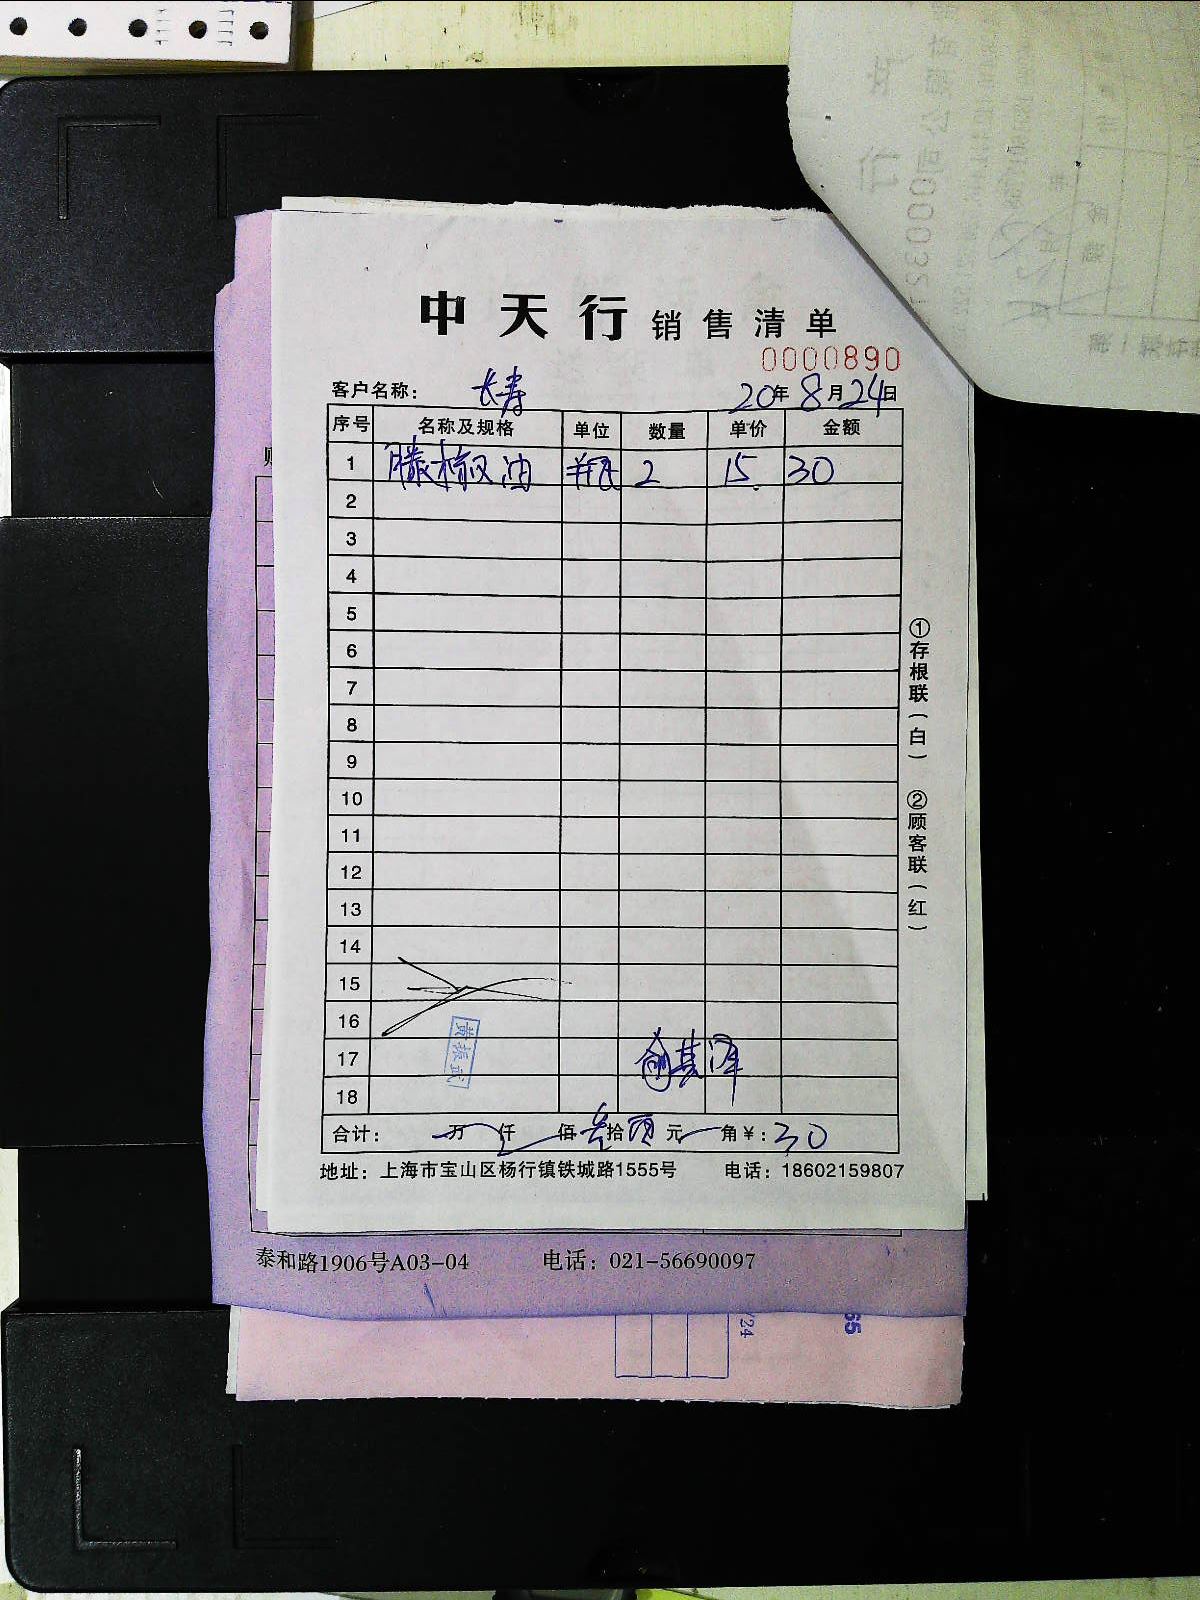 中天行 销售清单
0000890
客户名称: 长寿 20年8月24日
序号 名称及规格 单位 数量 单价 金额
1 藤椒油 瓶 2 15. 30
2
3
4
5
6
7
8
9
10
11
12
13
14
15
16
17
18
黄振武
合计: 万 仟 佰 叁拾 元 角¥: 30
地址: 上海市宝山区杨行镇铁城路1555号 电话: 18602159807
①存根联(白) ②顾客联(红)
泰和路1906号A03-04 电话: 021-56690097
/24
65